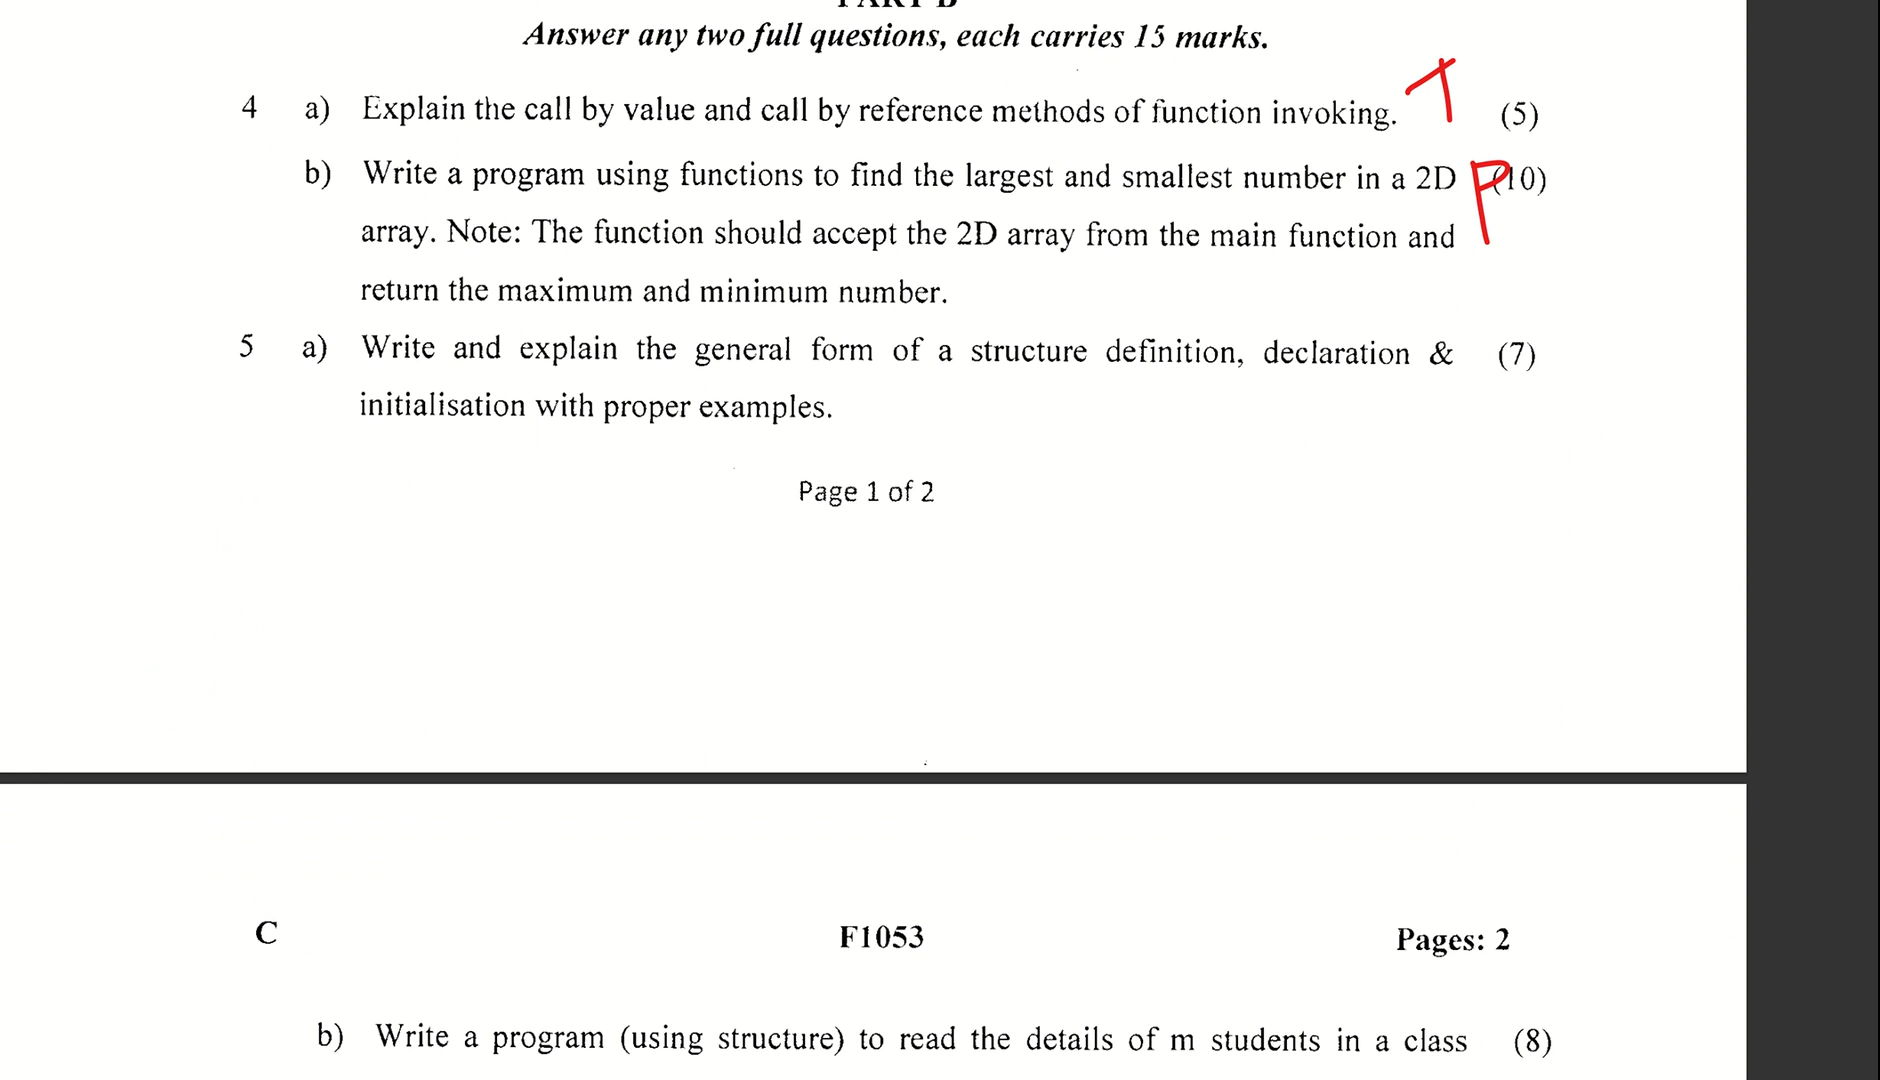 PART B
Answer any two full questions, each carries 15 marks.
4 a) Explain the call by value and call by reference methods of function invoking. T (5)
b) Write a program using functions to find the largest and smallest number in a 2D P (10)
array. Note: The function should accept the 2D array from the main function and
return the maximum and minimum number.
5 a) Write and explain the general form of a structure definition, declaration & (7)
initialisation with proper examples.
Page 1 of 2
C F1053 Pages: 2
b) Write a program (using structure) to read the details of m students in a class (8)